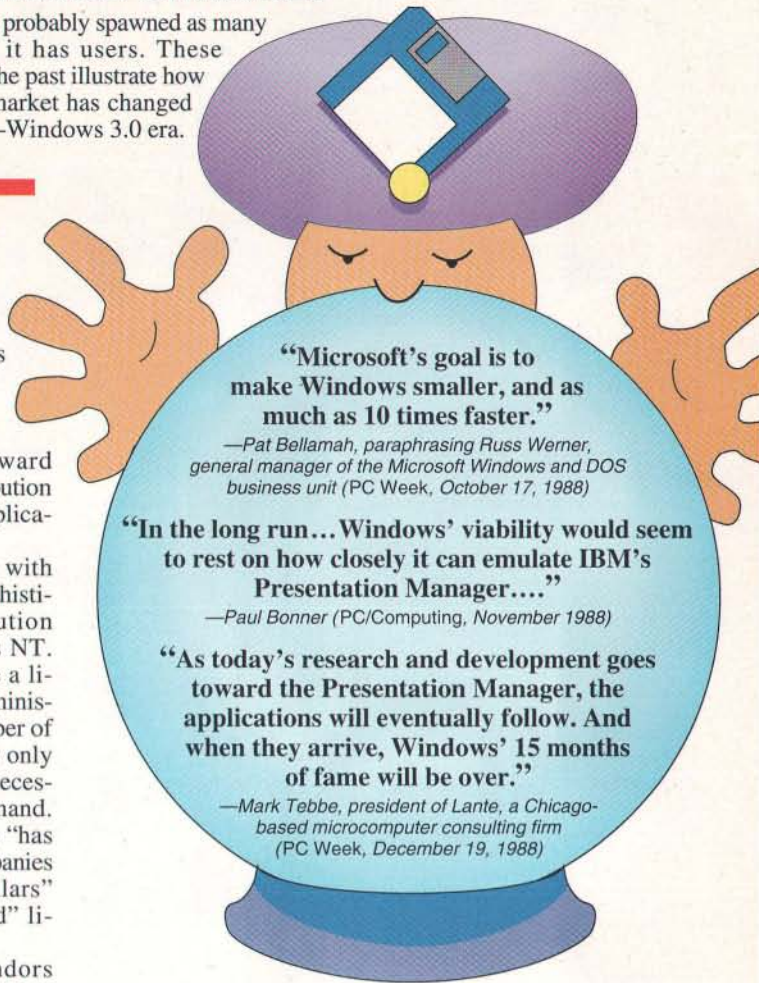 probably spawned as many
it has users. These
he past illustrate how
arket has changed
-Windows 3.0 era.
s
ward
ution
plica-
with
histi-
ution
NT.
a li-
inis-
ber of
only
eces-
hand.
“has
panies
lars”
d” li-
ndors
“Microsoft's goal is to
make Windows smaller, and as
much as 10 times faster.”
—Pat Bellamah, paraphrasing Russ Werner,
general manager of the Microsoft Windows and DOS
business unit (PC Week, October 17, 1988)
“In the long run...Windows' viability would seem
to rest on how closely it can emulate IBM's
Presentation Manager....”
—Paul Bonner (PC/Computing, November 1988)
“As today's research and development goes
toward the Presentation Manager, the
applications will eventually follow. And
when they arrive, Windows' 15 months
of fame will be over.”
—Mark Tebbe, president of Lante, a Chicago-
based microcomputer consulting firm
(PC Week, December 19, 1988)